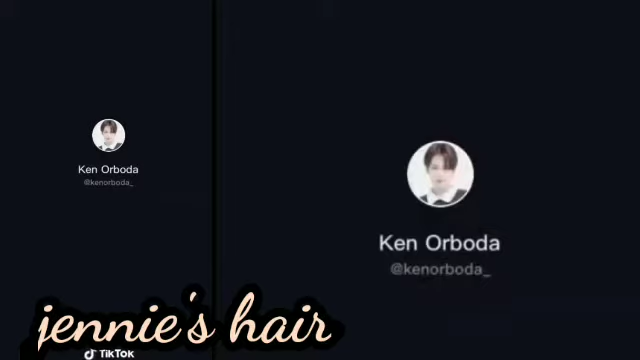 Ken Orboda
@kenorboda_
Ken Orboda
@kenorboda_
jennie's hair
TikTok